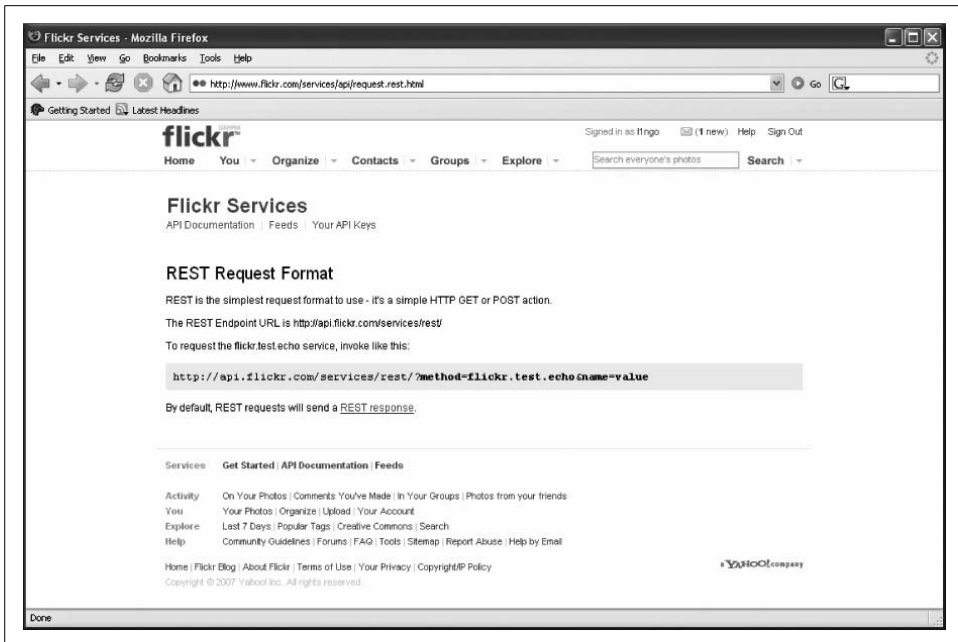 Flickr Services - Mozilla Firefox
File Edit View Go Bookmarks Tools Help
http://www.flickr.com/services/api/request.rest.html Go
Getting Started Latest Headlines
flickr GAMMA
Signed in as l1ngo (1 new) Help Sign Out
Home You Organize Contacts Groups Explore Search everyone's photos Search
Flickr Services
API Documentation | Feeds | Your API Keys
REST Request Format
REST is the simplest request format to use - it's a simple HTTP GET or POST action.
The REST Endpoint URL is http://api.flickr.com/services/rest/
To request the flickr.test.echo service, invoke like this:
http://api.flickr.com/services/rest/?method=flickr.test.echo&name=value
By default, REST requests will send a REST response.
Services Get Started | API Documentation | Feeds
Activity On Your Photos | Comments You've Made | In Your Groups | Photos from your friends
You Your Photos | Organize | Upload | Your Account
Explore Last 7 Days | Popular Tags | Creative Commons | Search
Help Community Guidelines | Forums | FAQ | Tools | Sitemap | Report Abuse | Help by Email
Home | Flickr Blog | About Flickr | Terms of Use | Your Privacy | Copyright/IP Policy
a YAHOO! company
Copyright © 2007 Yahoo! Inc. All rights reserved.
Done